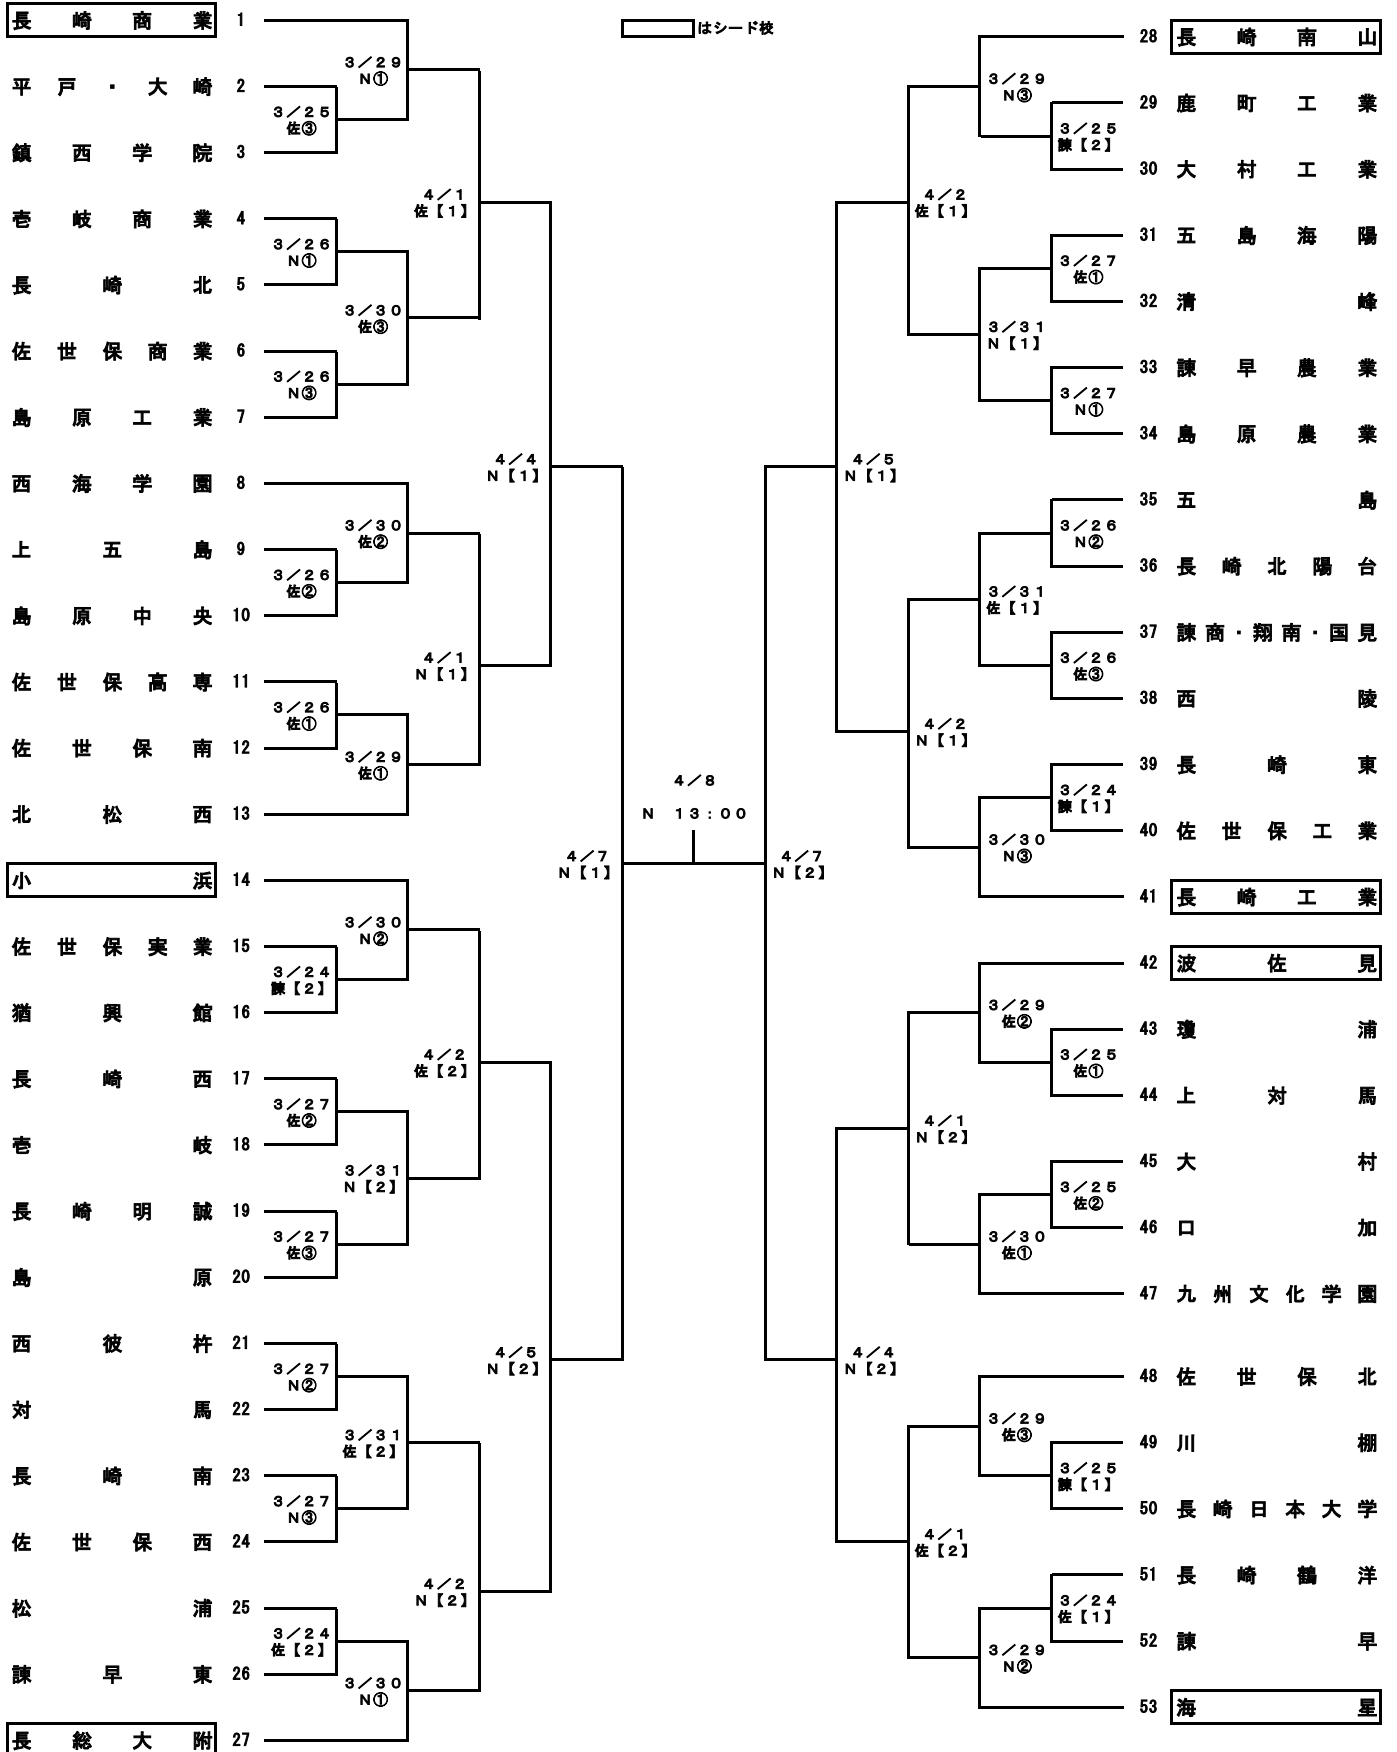 はシード校
長崎商業 1
平戸・大崎 2
鎮西学院 3
壱岐商業 4
長崎北 5
佐世保商業 6
島原工業 7
西海学園 8
上五島 9
島原中央 10
佐世保高専 11
佐世保南 12
北松西 13
小浜 14
佐世保実業 15
猶興館 16
長崎西 17
壱岐 18
長崎明誠 19
島原 20
西彼杵 21
対馬 22
長崎南 23
佐世保西 24
松浦 25
諫早東 26
長総大附 27
3/25
佐③
3/26
N①
3/26
N③
3/26
佐②
3/26
佐①
3/24
諫【2】
3/27
佐②
3/27
佐③
3/27
N②
3/27
N③
3/24
佐【2】
3/29
N①
3/30
佐③
3/30
佐②
3/29
佐①
3/30
N②
3/31
N【2】
3/31
佐【2】
3/30
N①
4/1
佐【1】
4/1
N【1】
4/2
佐【2】
4/2
N【2】
4/4
N【1】
4/5
N【2】
4/7
N【1】
4/8
N 13:00
4/7
N【2】
4/5
N【1】
4/4
N【2】
4/2
佐【1】
4/2
N【1】
4/1
N【2】
4/1
佐【2】
3/29
N③
3/31
N【1】
3/31
佐【1】
3/30
N③
3/29
佐②
3/30
佐①
3/29
佐③
3/29
N②
3/25
諫【2】
3/27
佐①
3/27
N①
3/26
N②
3/26
佐③
3/24
諫【1】
3/25
佐①
3/25
佐②
3/25
諫【1】
3/24
佐【1】
28 長崎南山
29 鹿町工業
30 大村工業
31 五島海陽
32 清峰
33 諫早農業
34 島原農業
35 五島
36 長崎北陽台
37 諫商・翔南・国見
38 西陵
39 長崎東
40 佐世保工業
41 長崎工業
42 波佐見
43 瓊浦
44 上対馬
45 大村
46 口加
47 九州文化学園
48 佐世保北
49 川棚
50 長崎日本大学
51 長崎鶴洋
52 諫早
53 海星